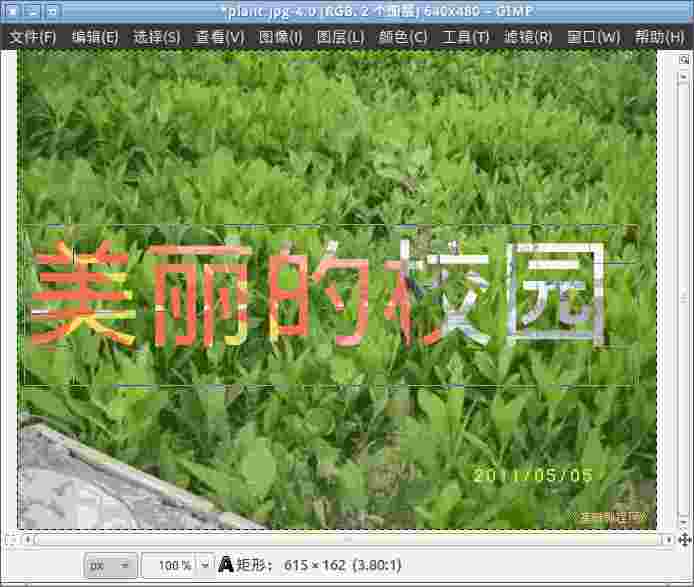 *plant.jpg-4.0 (RGB, 2 个图层) 640x480 – GIMP
文件(F) 编辑(E) 选择(S) 查看(V) 图像(I) 图层(L) 颜色(C) 工具(T) 滤镜(R) 窗口(W) 帮助(H)
美丽的校园
2011/05/05
px 100 % 矩形: 615 × 162 (3.80:1)